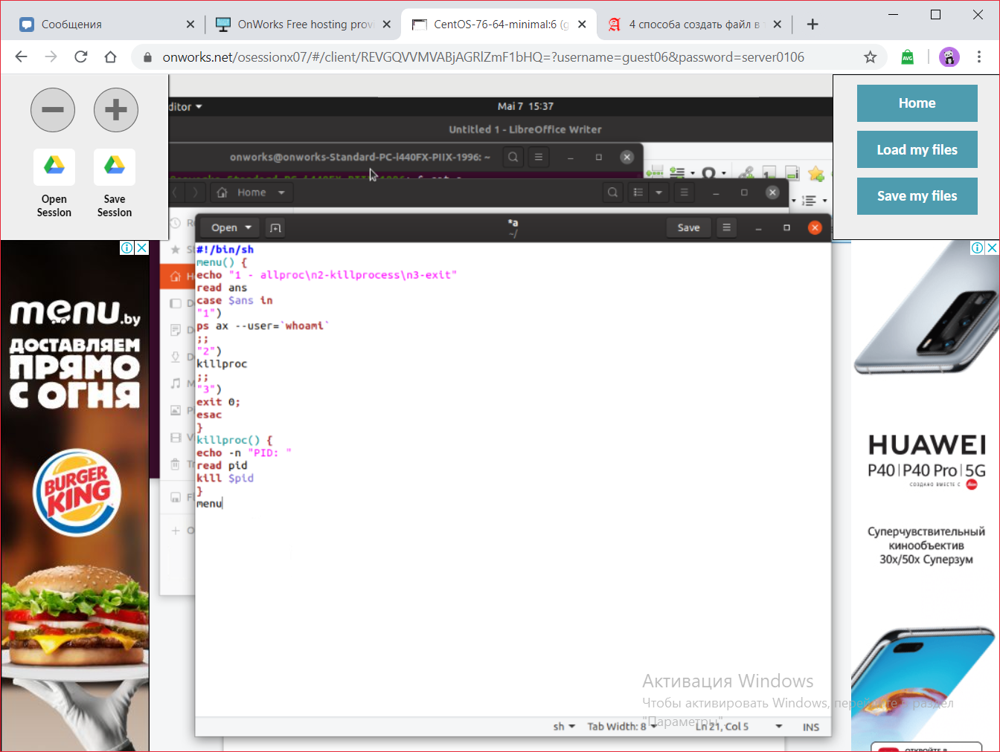 Сообщения
OnWorks Free hosting prov
CentOS-76-64-minimal:6 (g
4 способа создать файл в т
onworks.net/osessionx07/#/client/REVGQVVMVABjAGRlZmF1bHQ=?username=guest06&password=server0106
AVG
Open
Session
Save
Session
ditor
Mai 7 15:37
Untitled 1 - LibreOffice Writer
onworks@onworks-Standard-PC-i440FX-PIIX-1996: ~
Home
Home
Load my files
Save my files
Open
*a
~/
Save
#!/bin/sh
menu() {
echo "1 - allproc\n2-killprocess\n3-exit"
read ans
case $ans in
"1")
ps ax --user=`whoami`
;;
"2")
killproc
;;
"3")
exit 0;
esac
}
killproc() {
echo -n "PID: "
read pid
kill $pid
}
menu
sh
Tab Width: 8
Ln 21, Col 5
INS
menu.by
ДОСТАВЛЯЕМ
ПРЯМО
С ОГНЯ
BURGER
KING
HUAWEI
P40 | P40 Pro | 5G
СОЗДАНО ВМЕСТЕ С
Суперчувствительный
кинообъектив
30x/50x Суперзум
Активация Windows
Чтобы активировать Windows, перейдите в раздел
"Параметры".